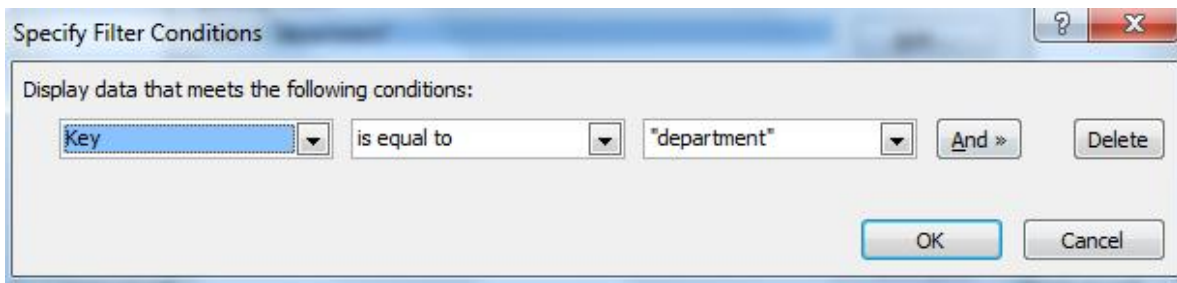 Specify Filter Conditions
?
Display data that meets the following conditions:
Key is equal to "department" And » Delete
OK Cancel